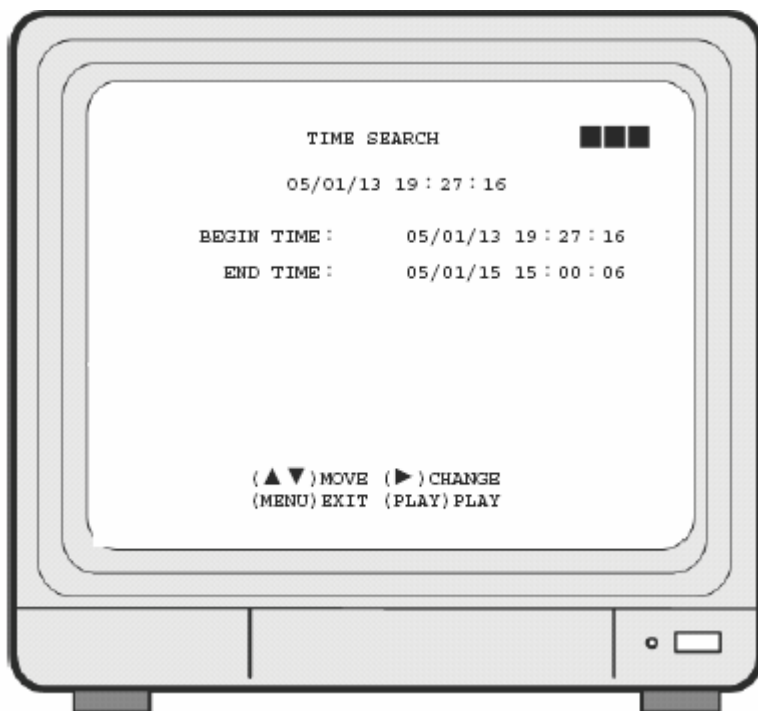 TIME SEARCH
05/01/13 19:27:16
BEGIN TIME: 05/01/13 19:27:16
END TIME: 05/01/15 15:00:06
(▲▼)MOVE (▶)CHANGE
(MENU)EXIT (PLAY)PLAY